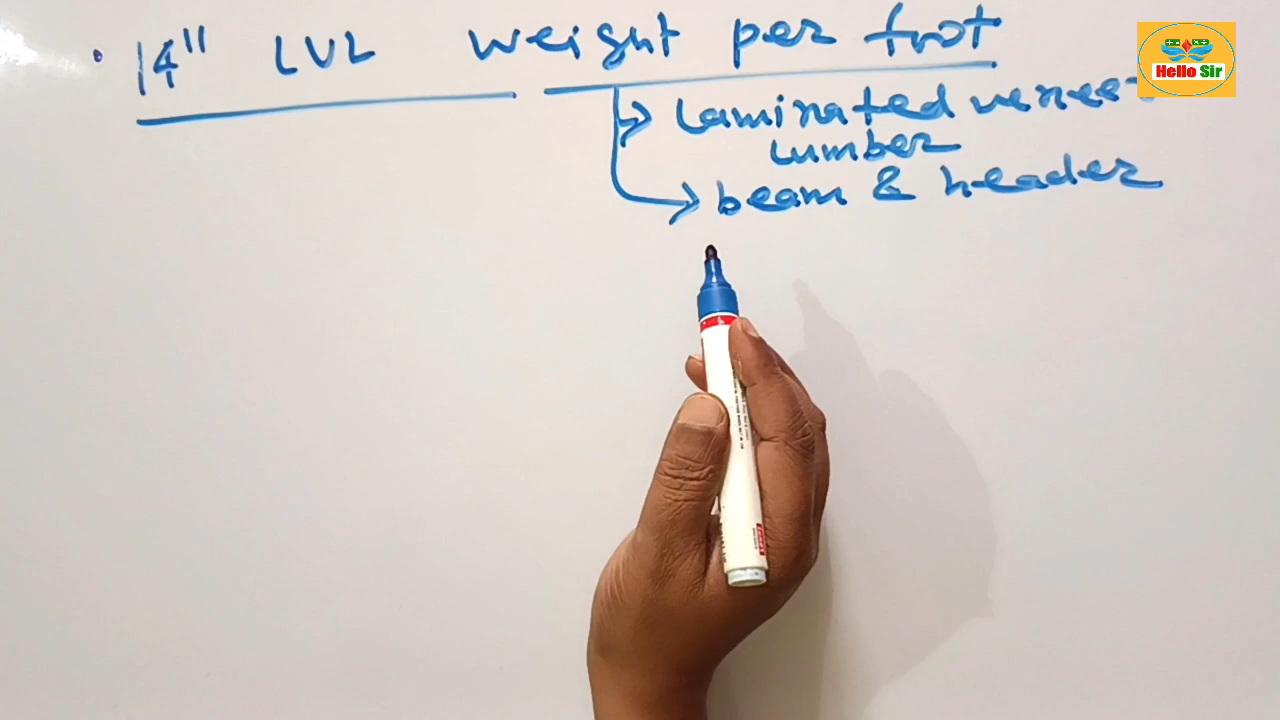 14" LVL weight per foot
Laminated veneer
Lumber
beam & header
Hello Sir